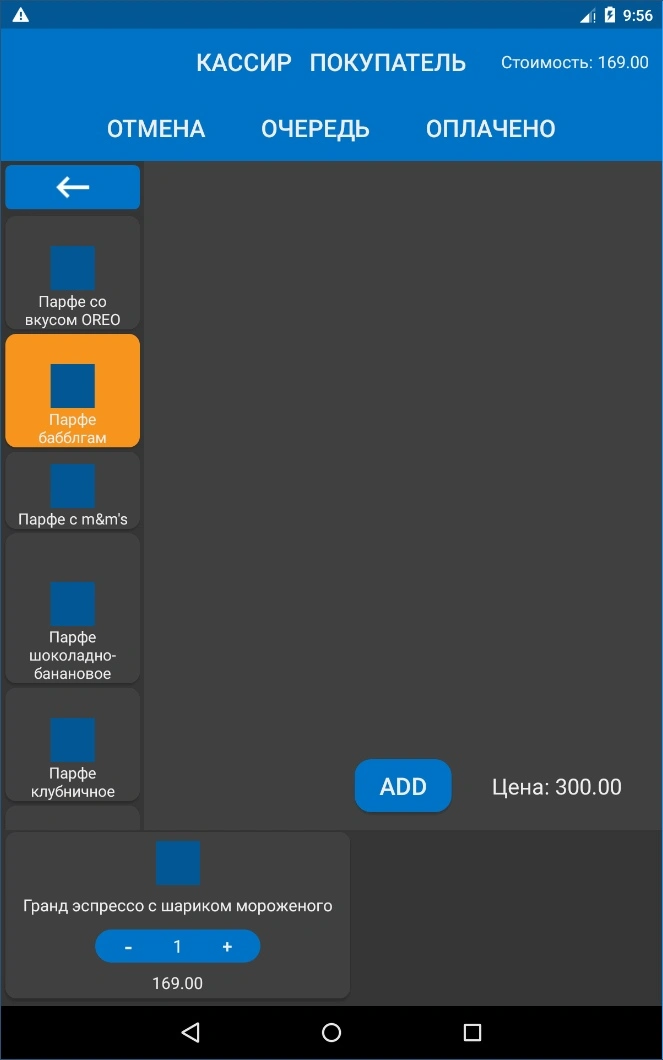 9:56
КАССИР ПОКУПАТЕЛЬ Стоимость: 169.00
ОТМЕНА ОЧЕРЕДЬ ОПЛАЧЕНО
Парфе со
вкусом OREO
Парфе
бабблгам
Парфе с m&m's
Парфе
шоколадно-
банановое
Парфе
клубничное
ADD Цена: 300.00
Гранд эспрессо с шариком мороженого
- 1 +
169.00